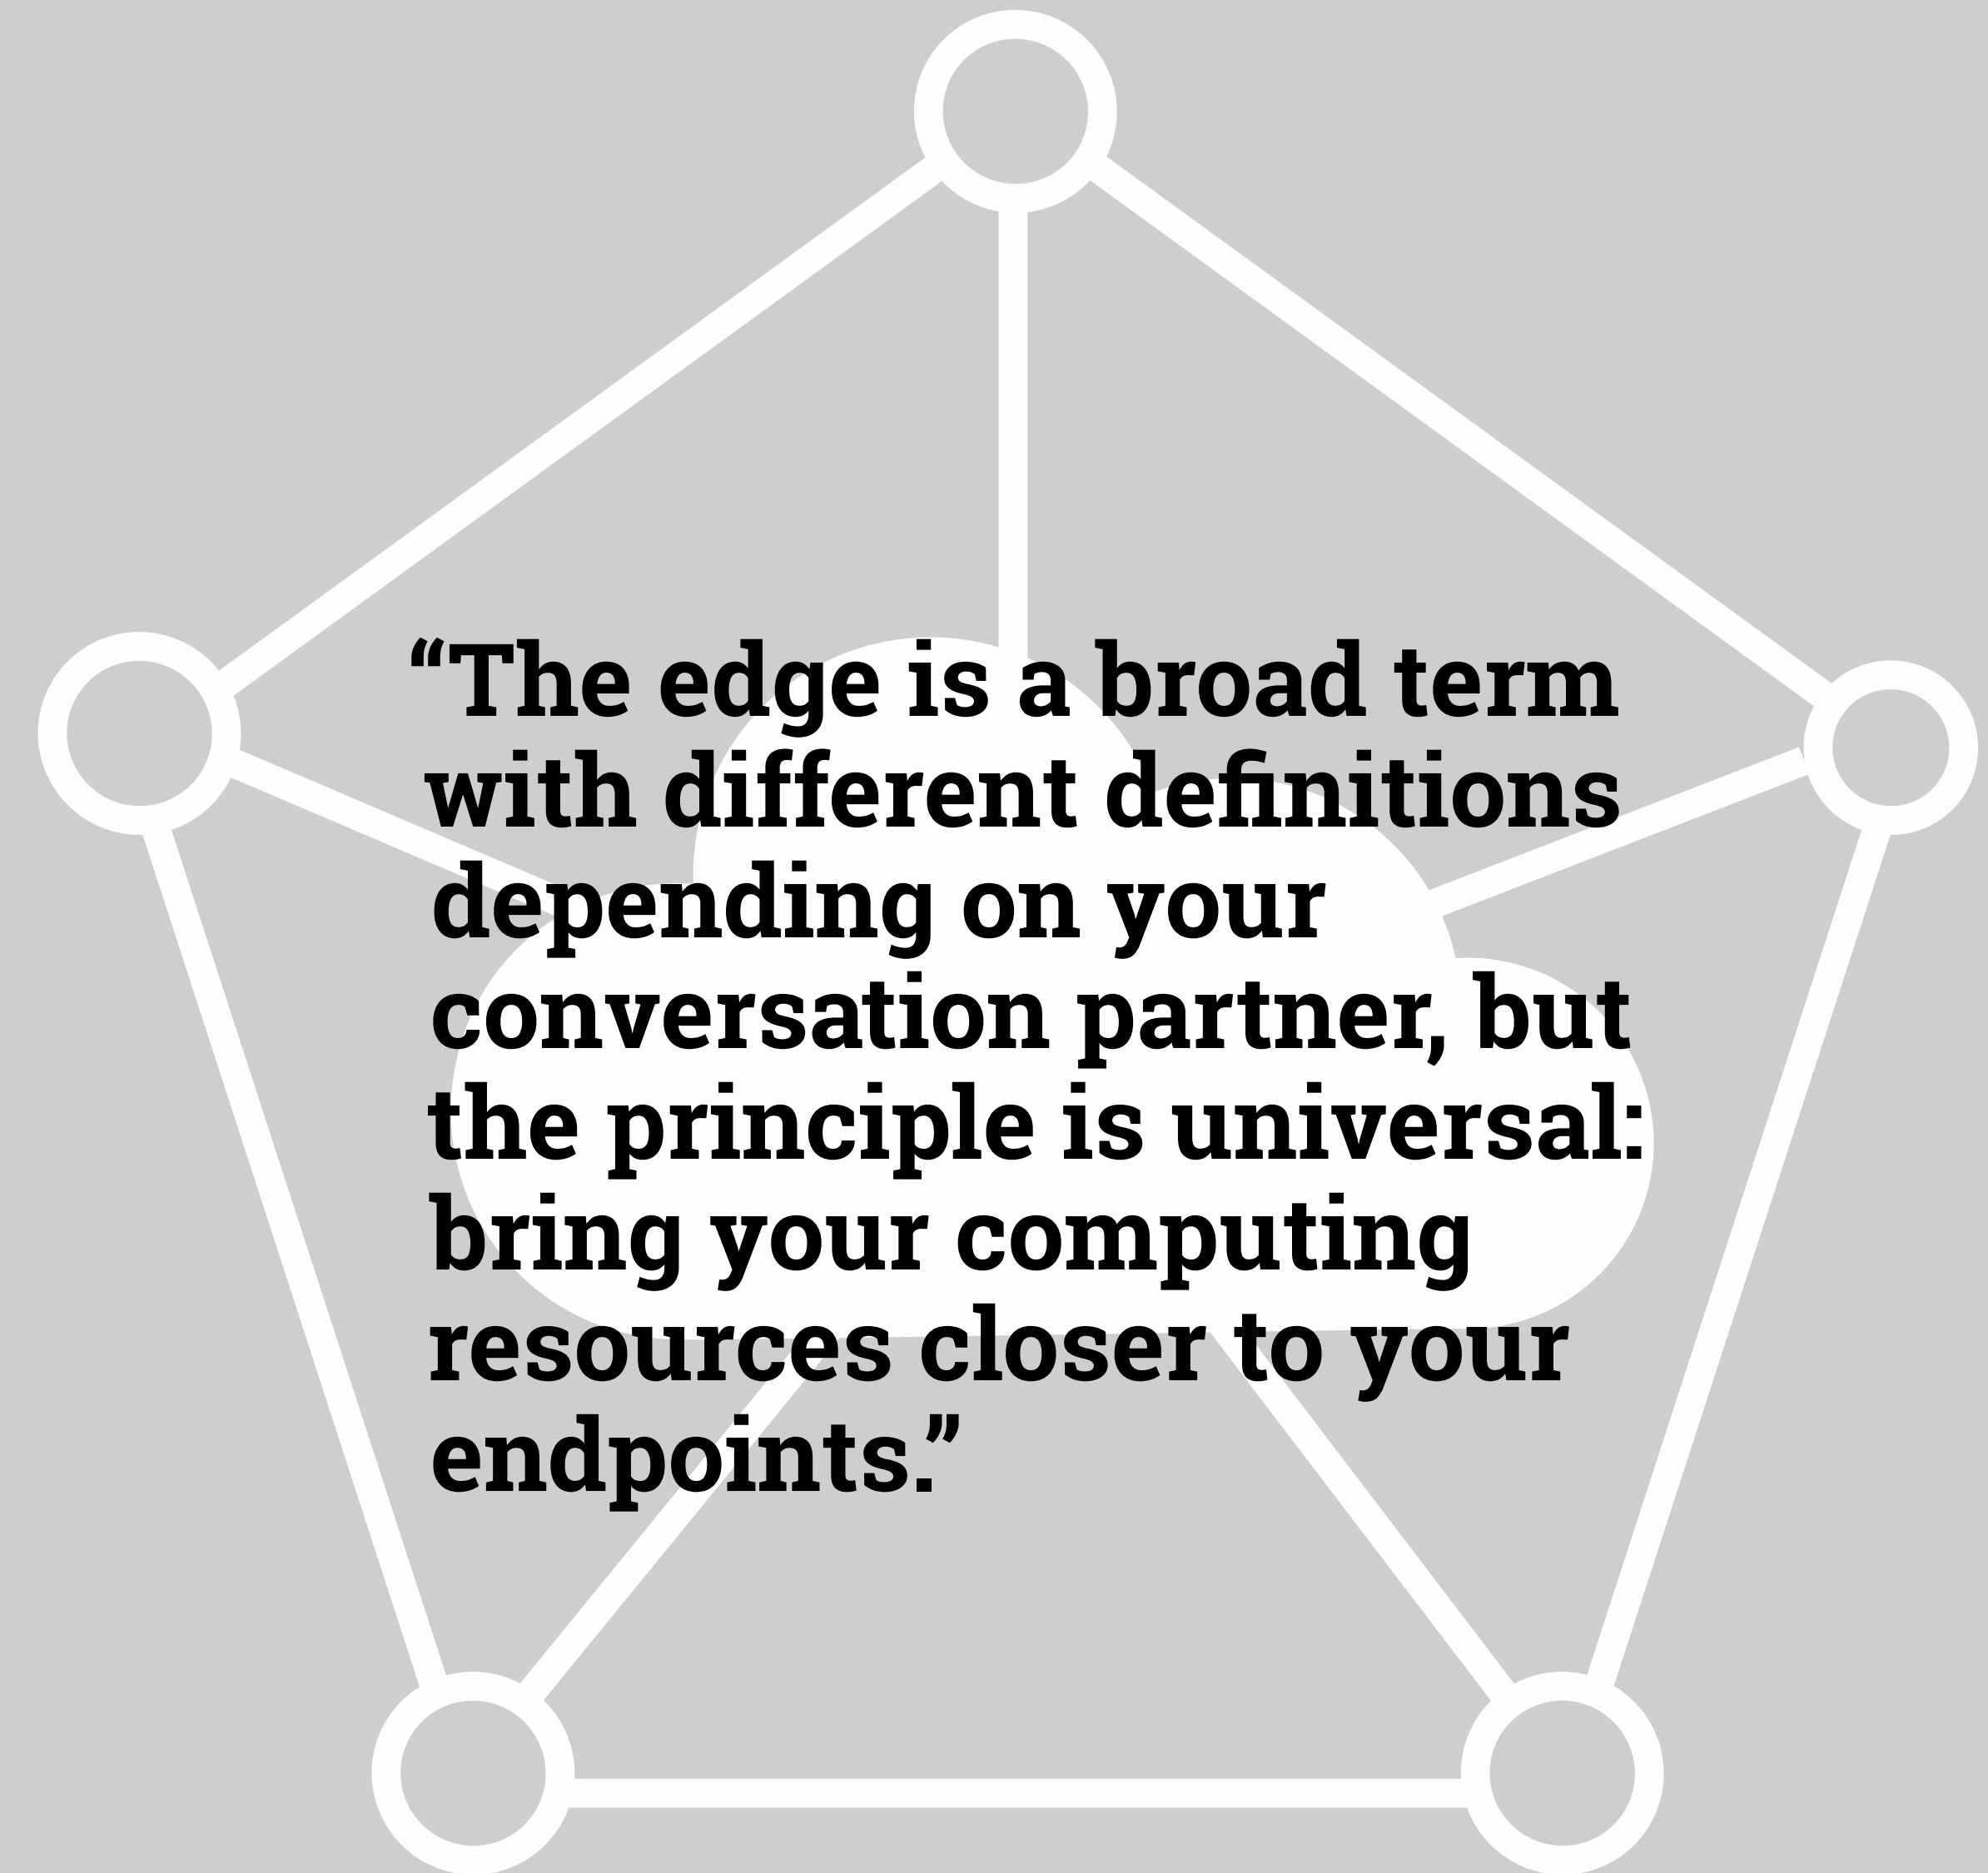 “The edge is a broad term
with different definitions
depending on your
conversation partner, but
the principle is universal:
bring your computing
resources closer to your
endpoints.”